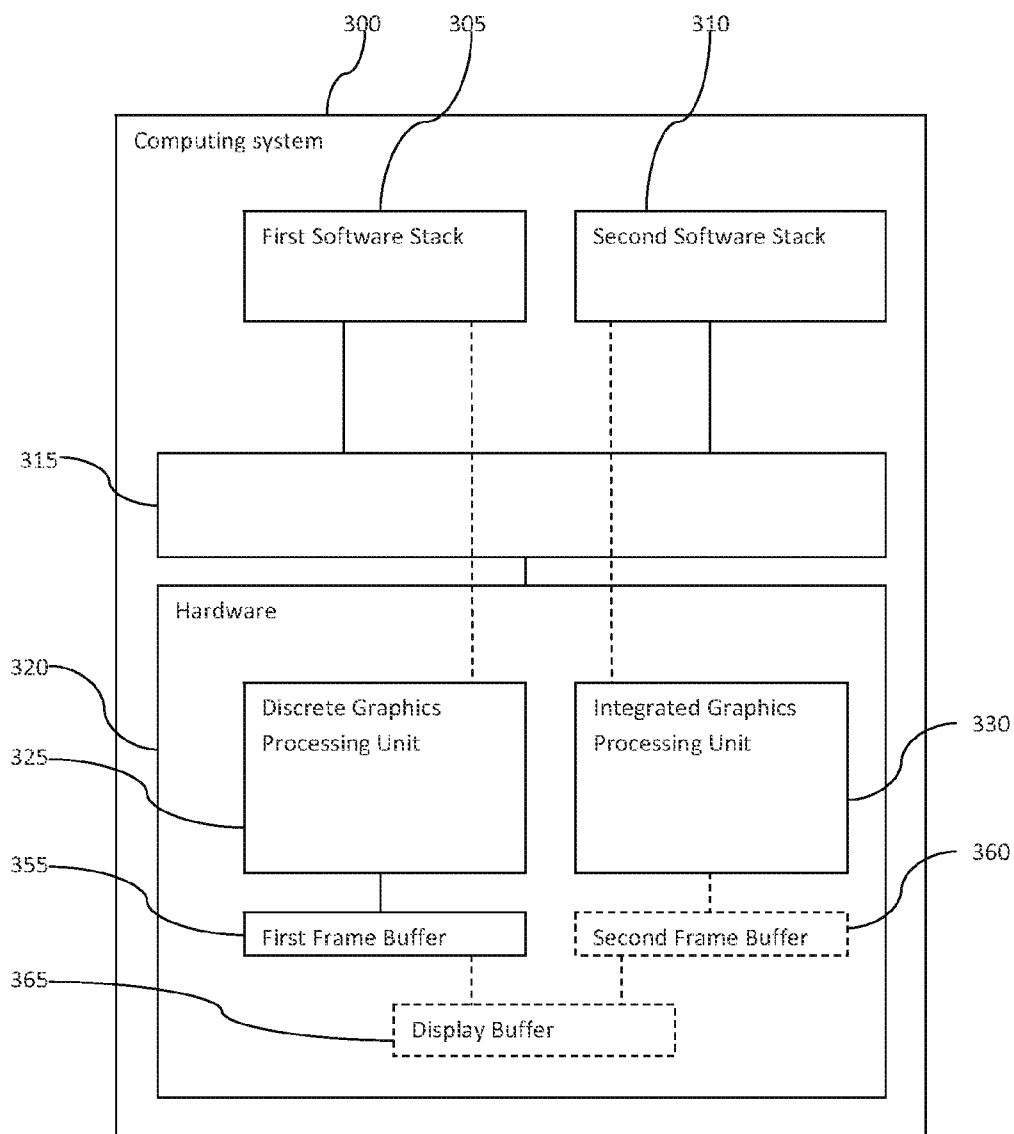 300
305
310
Computing system
First Software Stack
Second Software Stack
315
Hardware
320
Discrete Graphics
Processing Unit
Integrated Graphics
Processing Unit
330
325
355
360
First Frame Buffer
Second Frame Buffer
365
Display Buffer